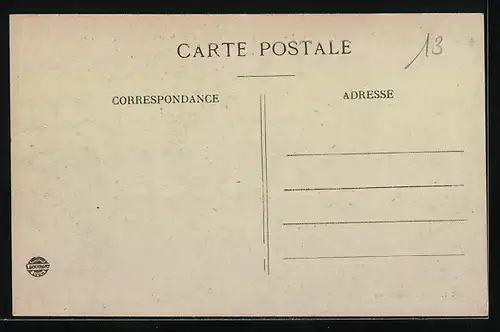 CARTE POSTALE
13
CORRESPONDANCE
ADRESSE